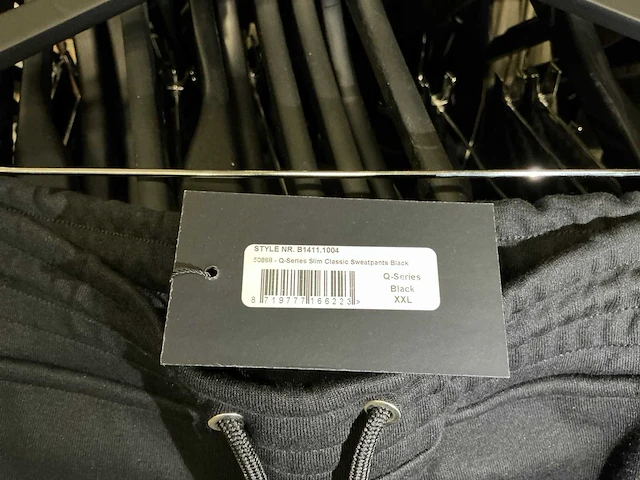 STYLE NR. B1411.1004
50868 - Q-Series Slim Classic Sweatpants Black
Q-Series
Black
XXL
8 719777 166223 >